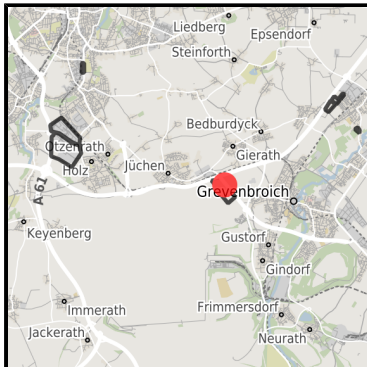 Liedberg
Epsendorf
Steinforth
Bedburdyck
Otzenrath
Holz
Jüchen
Gierath
A 61
Grevenbroich
Keyenberg
Gustorf
Gindorf
Immerath
Frimmersdorf
Jackerath
Neurath